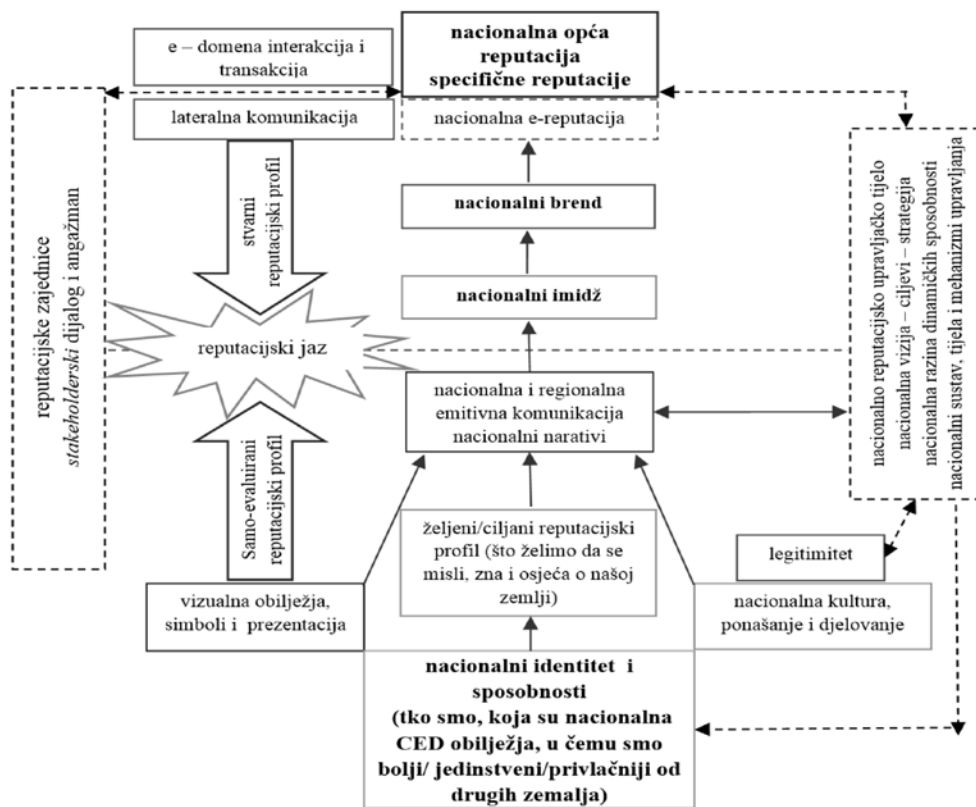 e – domena interakcija i
transakcija
lateralna komunikacija
nacionalna opća
reputacija
specifične reputacije
nacionalna e-reputacija
nacionalni brend
nacionalni imidž
stvarni
reputacijski profil
reputacijski jaz
Samo-evaluirani
reputacijski profil
reputacijske zajednice
stakeholderski dijalog i angažman
nacionalna i regionalna
emitivna komunikacija
nacionalni narativi
nacionalno reputacijsko upravljačko tijelo
nacionalna vizija – ciljevi – strategija
nacionalna razina dinamičkih sposobnosti
nacionalni sustav, tijela i mehanizmi upravljanja
željeni/ciljani reputacijski
profil (što želimo da se
misli, zna i osjeća o našoj
zemlji)
legitimitet
vizualna obilježja,
simboli i prezentacija
nacionalna kultura,
ponašanje i djelovanje
nacionalni identitet i
sposobnosti
(tko smo, koja su nacionalna
CED obilježja, u čemu smo
bolji/ jedinstveni/privlačniji od
drugih zemalja)